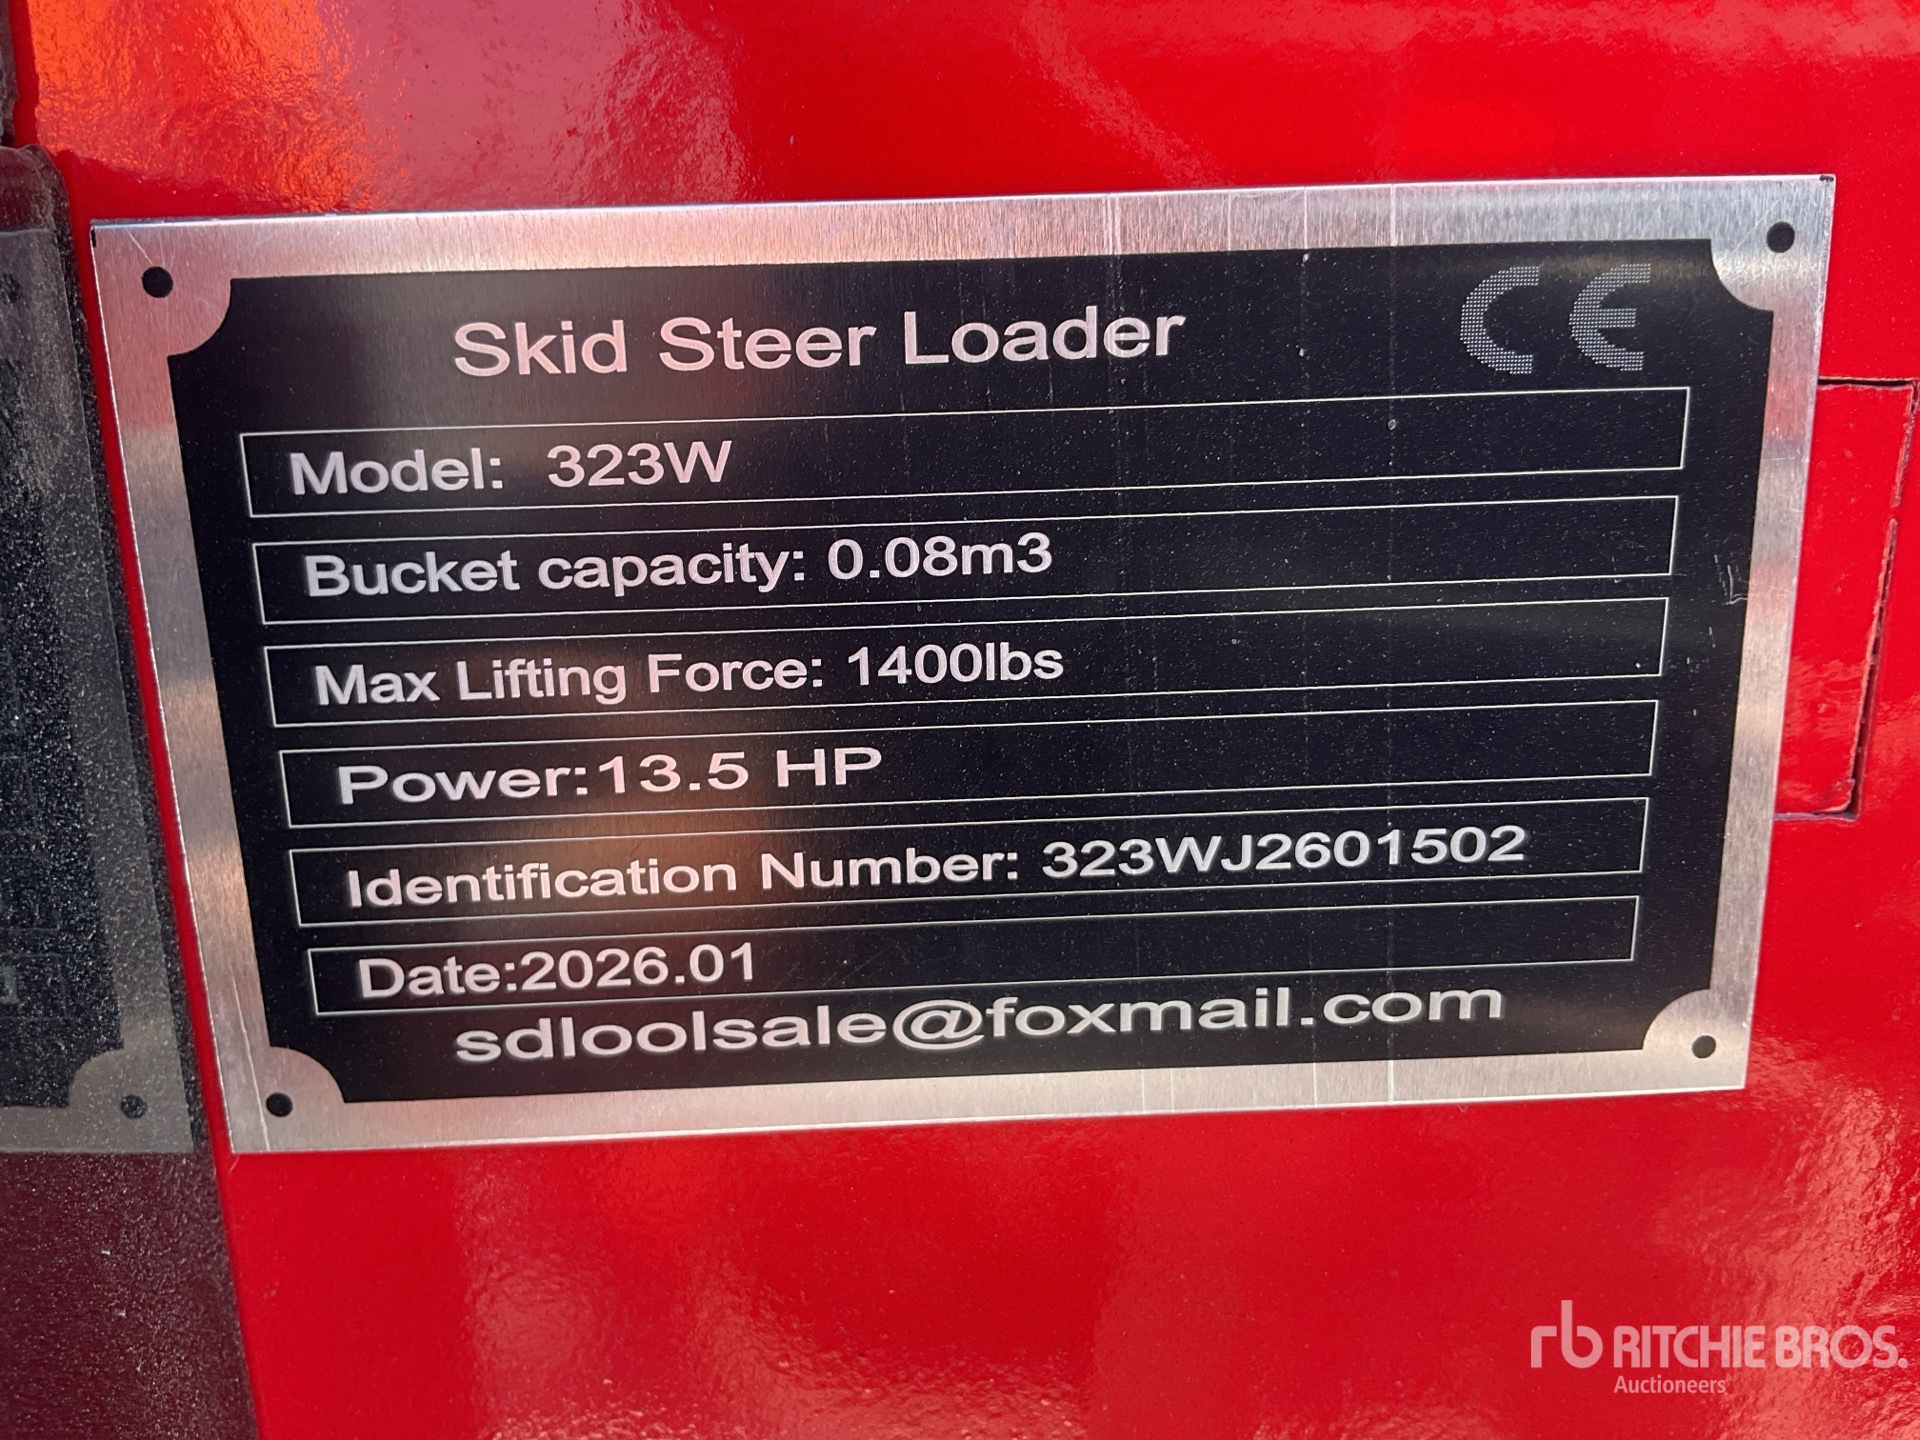 Skid Steer Loader CE
Model: 323W
Bucket capacity: 0.08m3
Max Lifting Force: 1400lbs
Power:13.5 HP
Identification Number: 323WJ2601502
Date:2026.01
sdloolsale@foxmail.com
rb RITCHIE BROS.
Auctioneers